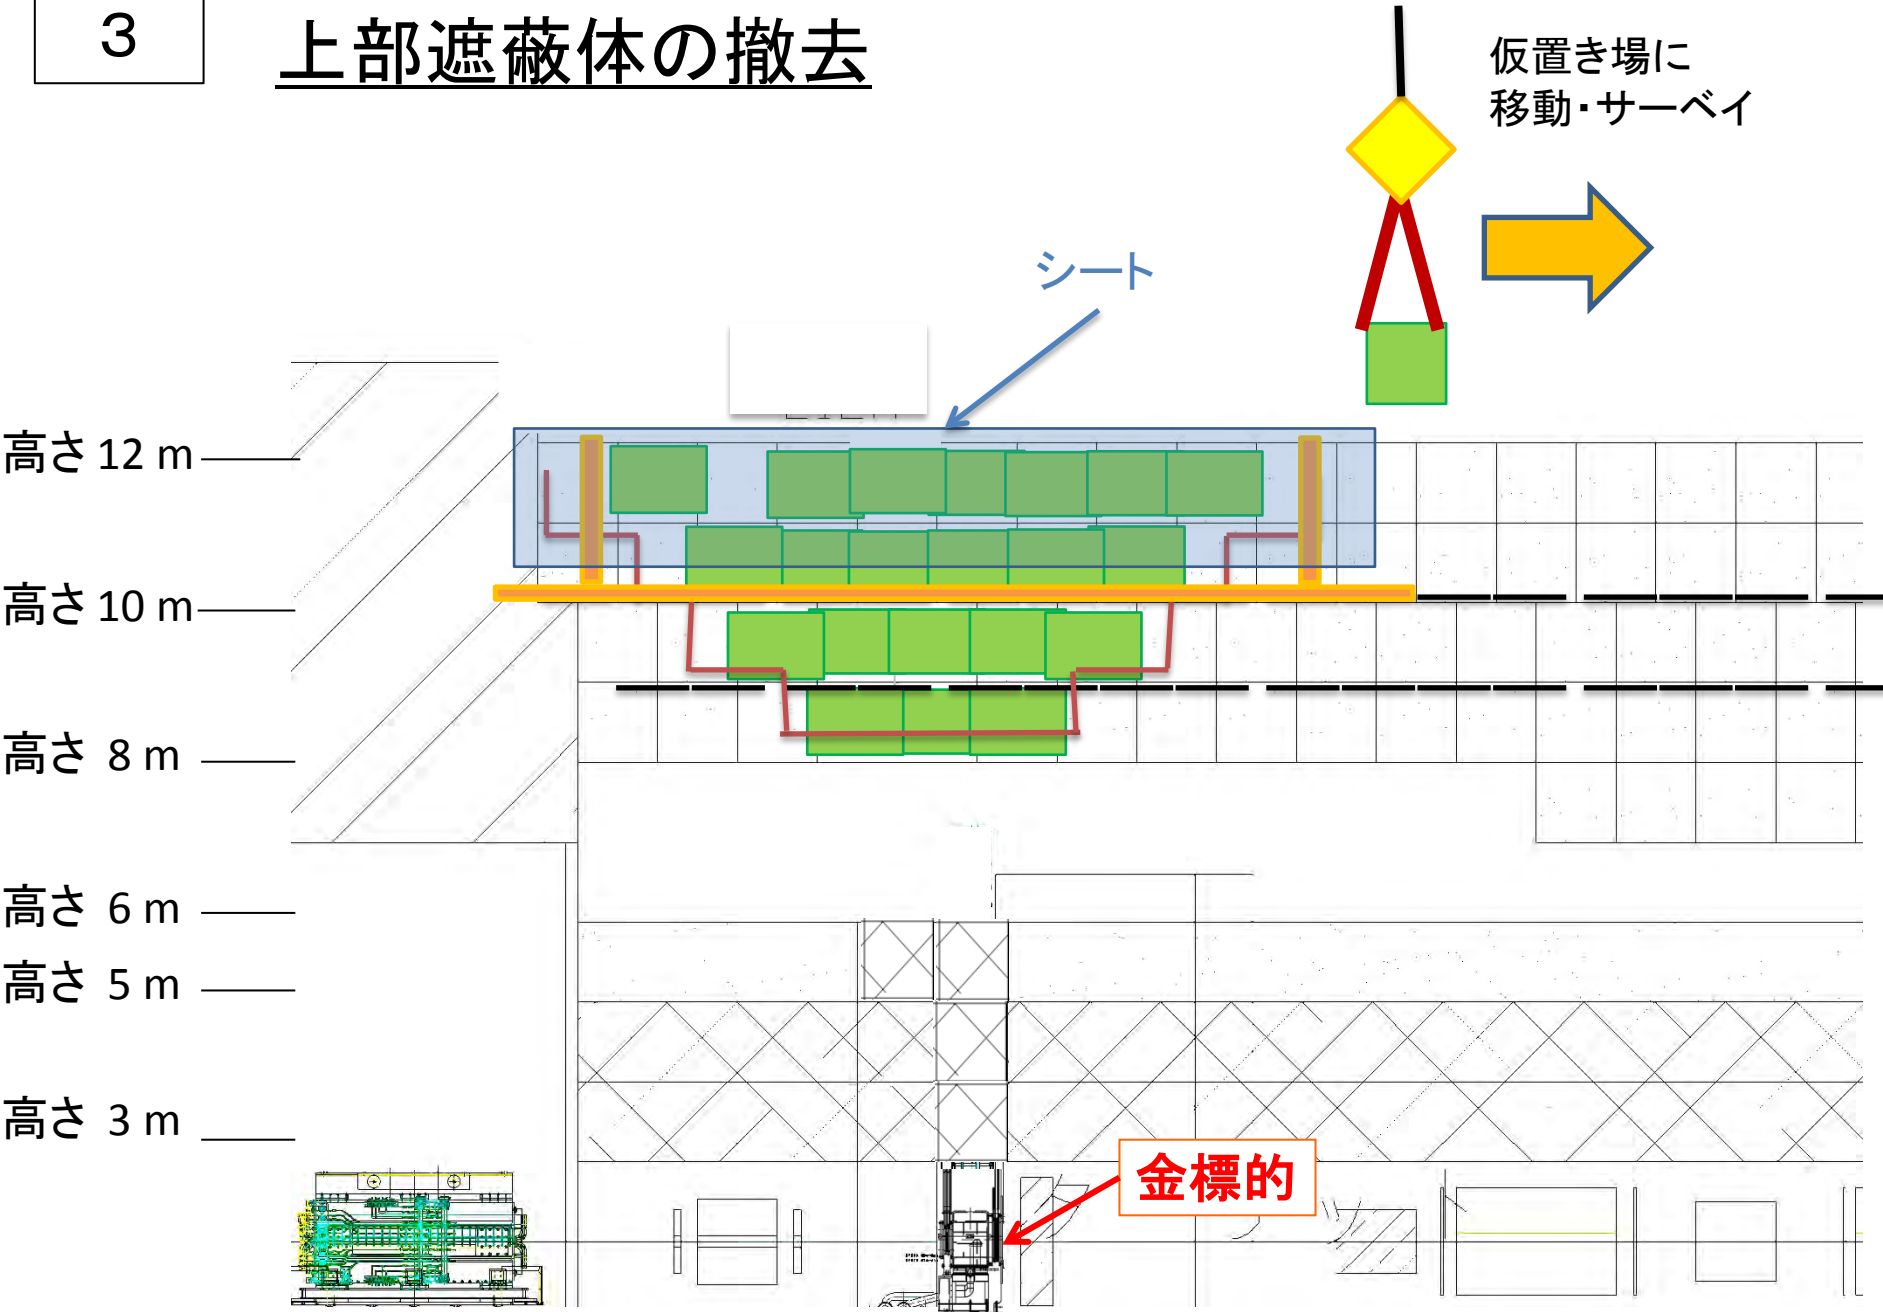 3
上部遮蔽体の撤去
仮置き場に
移動・サーベイ
シート
高さ 12 m
高さ 10 m
高さ 8 m
高さ 6 m
高さ 5 m
高さ 3 m
金標的